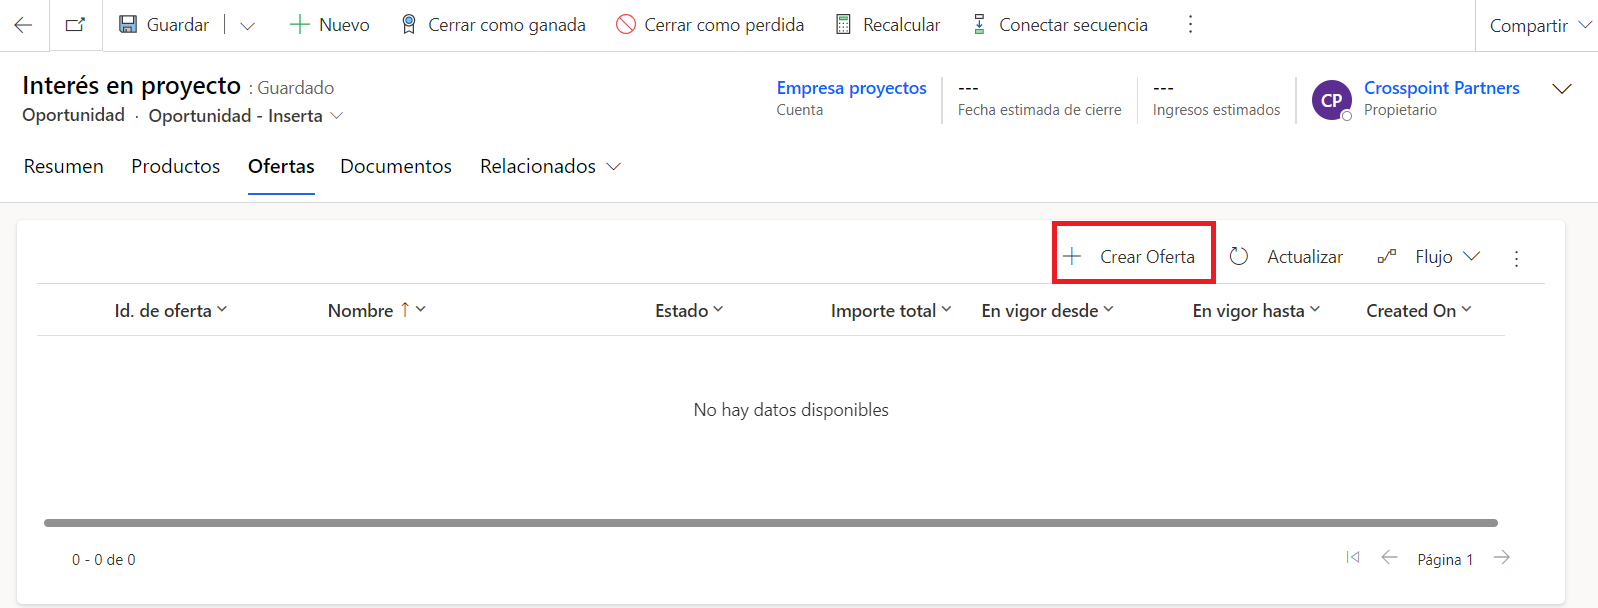 Guardar Nuevo Cerrar como ganada Cerrar como perdida Recalcular Conectar secuencia Compartir
Interés en proyecto : Guardado
Oportunidad · Oportunidad - Inserta
Empresa proyectos
Cuenta
---
Fecha estimada de cierre
---
Ingresos estimados
CP
Crosspoint Partners
Propietario
Resumen Productos Ofertas Documentos Relacionados
Crear Oferta Actualizar Flujo
Id. de oferta Nombre ↑ Estado Importe total En vigor desde En vigor hasta Created On
No hay datos disponibles
0 - 0 de 0 Página 1